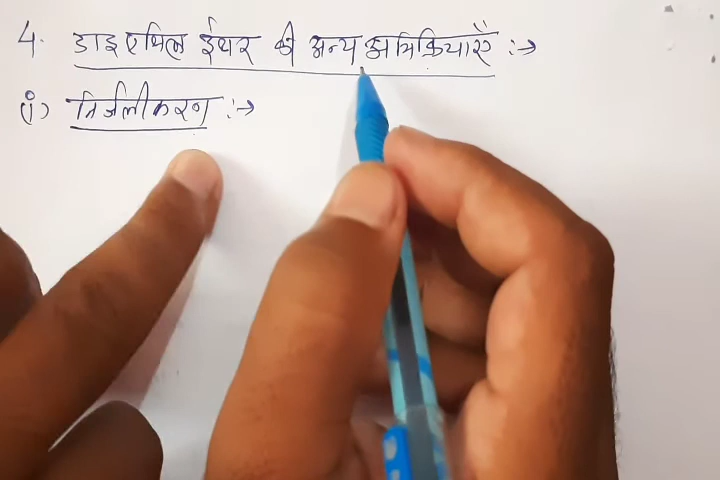 4. डाइएथिल ईथर की अन्य अभिक्रियाएँ :→
(i) निर्जलीकरण :→